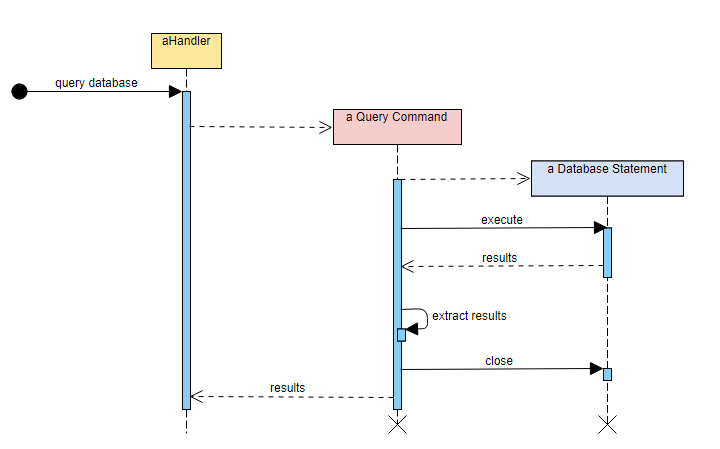 aHandler
query database
a Query Command
a Database Statement
execute
results
extract results
close
results